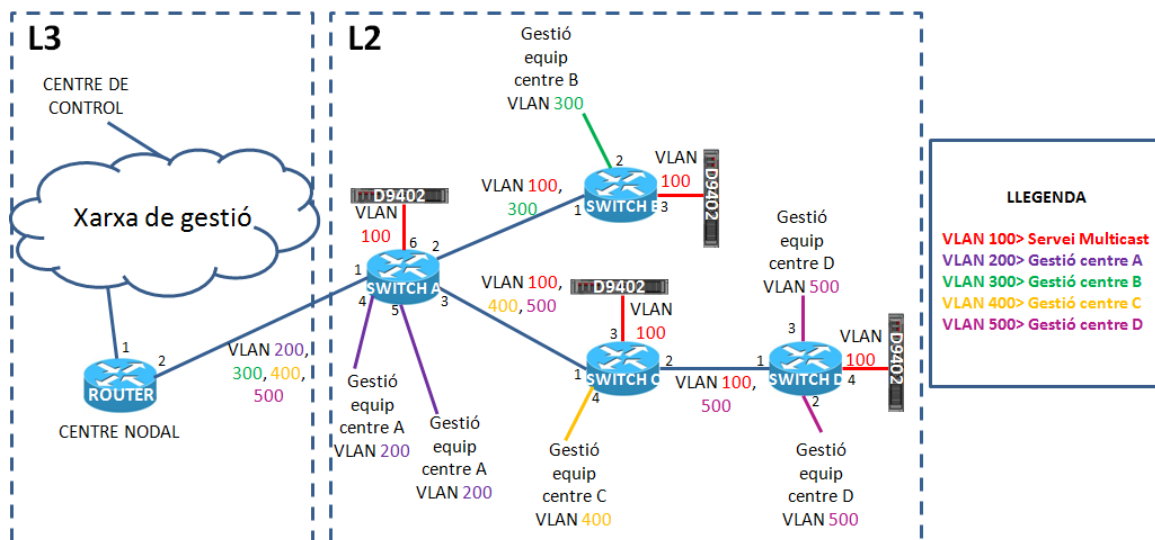 L3
CENTRE DE
CONTROL
Xarxa de gestió
1
2
ROUTER
CENTRE NODAL
VLAN 200,
300, 400,
500
L2
Gestió
equip
centre B
VLAN 300
2
VLAN
100
D9402
SWITCH B
1
3
VLAN 100,
300
D9402
VLAN
100
6
2
1
SWITCH A
4
5
3
Gestió
equip
centre A
VLAN 200
Gestió
equip
centre A
VLAN 200
VLAN 100,
400, 500
D9402
VLAN
100
3
2
1
SWITCH C
4
Gestió
equip
centre C
VLAN 400
VLAN 100,
500
Gestió
equip
centre D
VLAN 500
3
1
SWITCH D
VLAN
100
4
D9402
2
Gestió
equip
centre D
VLAN 500
LLEGENDA
VLAN 100> Servei Multicast
VLAN 200> Gestió centre A
VLAN 300> Gestió centre B
VLAN 400> Gestió centre C
VLAN 500> Gestió centre D